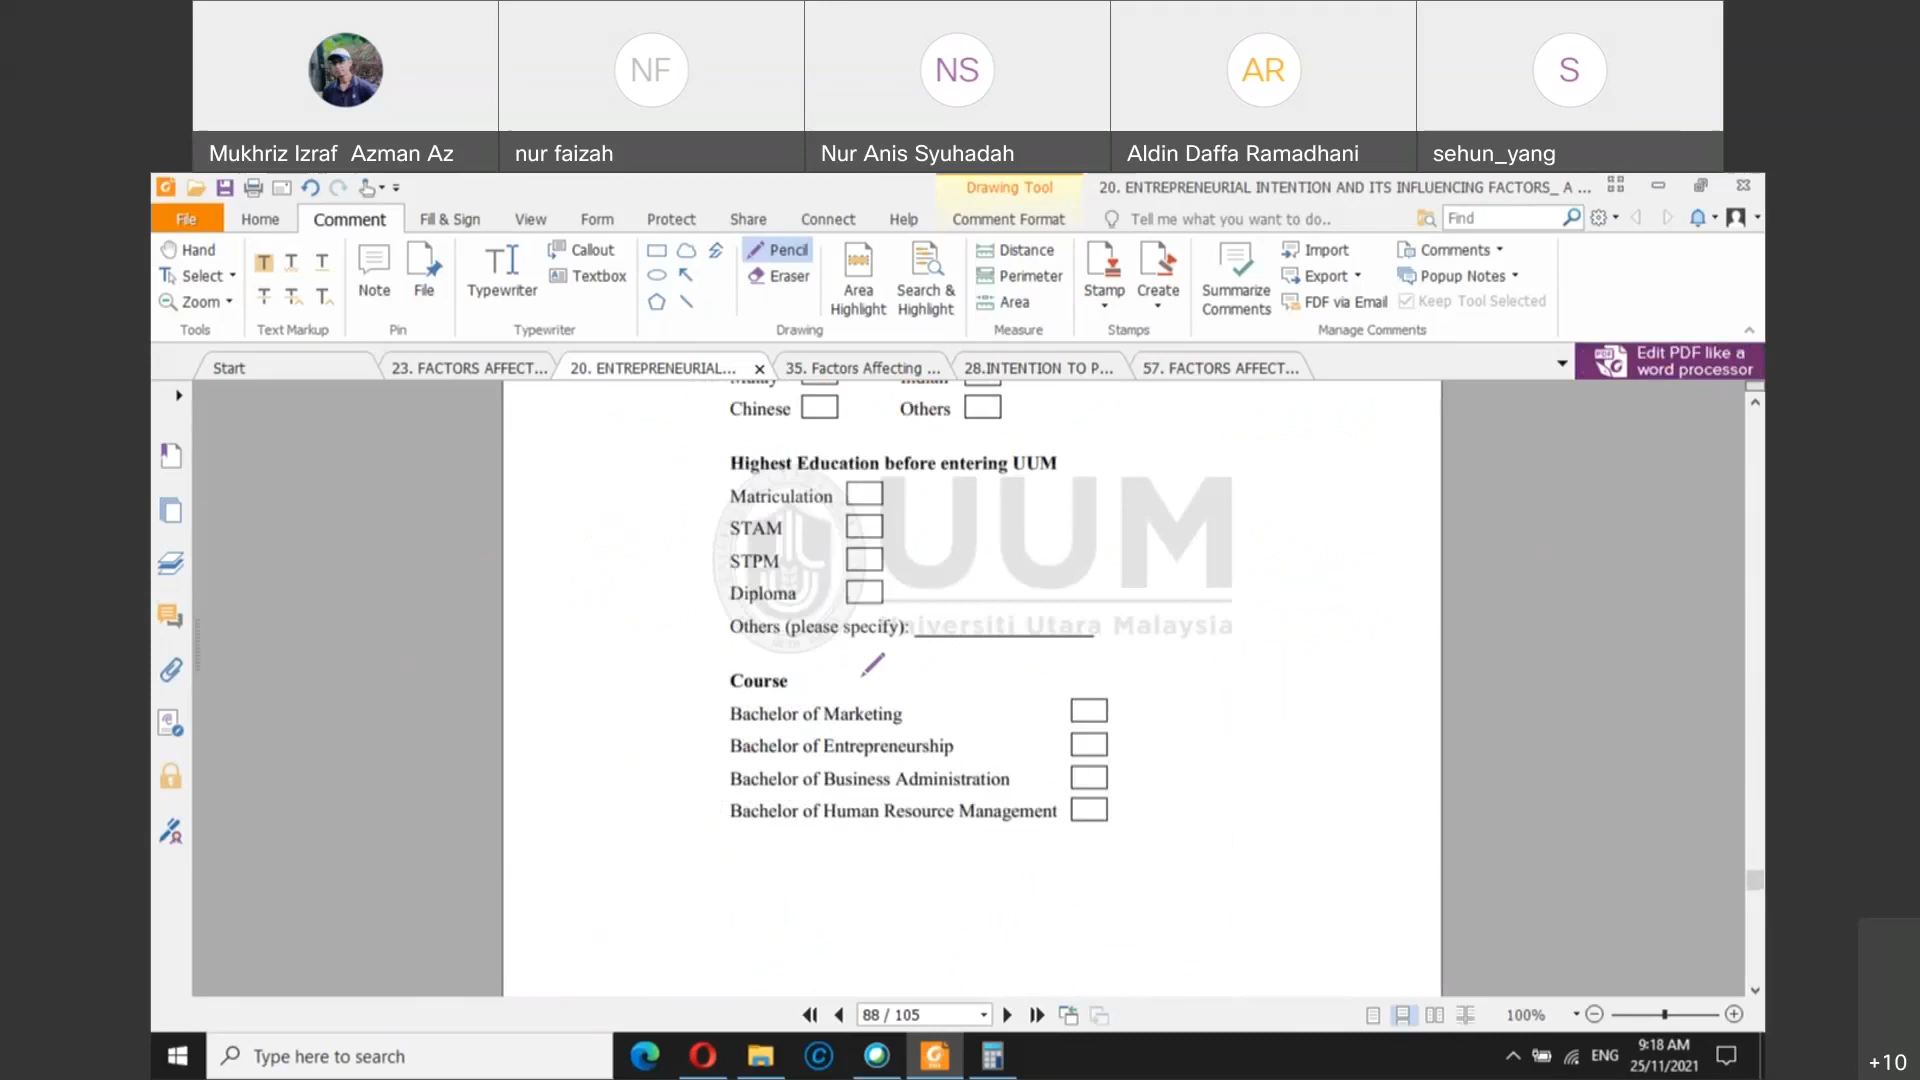 NF
NS
AR
S
Mukhriz Izraf Azman Az
nur faizah
Nur Anis Syuhadah
Aldin Daffa Ramadhani
sehun_yang
Drawing Tool
20. ENTREPRENEURIAL INTENTION AND ITS INFLUENCING FACTORS_ A ...
File Home Comment Fill & Sign View Form Protect Share Connect Help Comment Format Tell me what you want to do.. Find
Hand
Select
Zoom
Tools
Text Markup
Note
File
Pin
Typewriter
Callout
Textbox
Typewriter
Pencil
Eraser
Area Highlight
Search & Highlight
Drawing
Distance
Perimeter
Area
Measure
Stamp
Create
Stamps
Summarize Comments
Import
Export
FDF via Email
Comments
Popup Notes
Keep Tool Selected
Manage Comments
Start
23. FACTORS AFFECT...
20. ENTREPRENEURIAL...
35. Factors Affecting ...
28.INTENTION TO P...
57. FACTORS AFFECT...
Edit PDF like a
word processor
Malay Indian
Chinese Others
Highest Education before entering UUM
Matriculation
STAM
STPM
Diploma
Others (please specify):
UUM
Universiti Utara Malaysia
Course
Bachelor of Marketing
Bachelor of Entrepreneurship
Bachelor of Business Administration
Bachelor of Human Resource Management
88 / 105
100%
Type here to search
ENG
9:18 AM
25/11/2021
+10